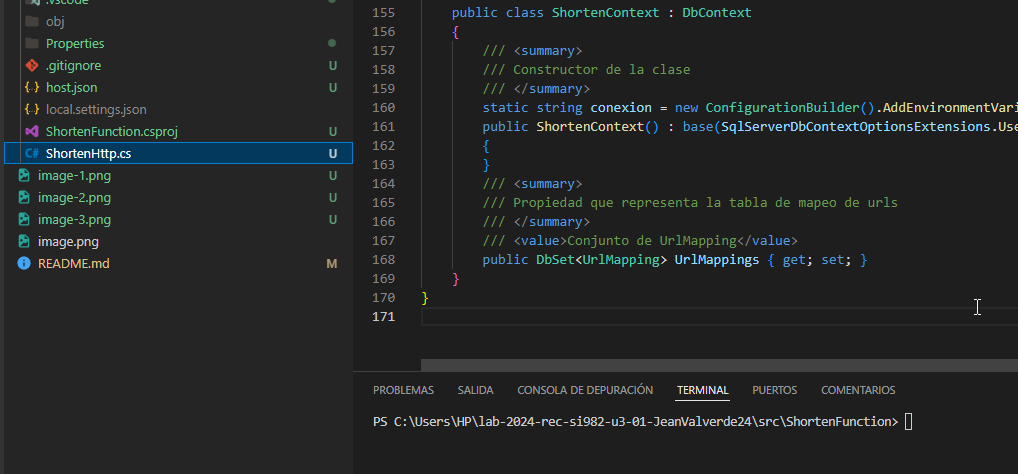 .vscode
obj
Properties
.gitignore U
{..} host.json U
{..} local.settings.json
ShortenFunction.csproj U
C# ShortenHttp.cs U
image-1.png U
image-2.png U
image-3.png U
image.png
README.md M
155 public class ShortenContext : DbContext
156 {
157 /// <summary>
158 /// Constructor de la clase
159 /// </summary>
160 static string conexion = new ConfigurationBuilder().AddEnvironmentVari
161 public ShortenContext() : base(SqlServerDbContextOptionsExtensions.Use
162 {
163 }
164 /// <summary>
165 /// Propiedad que representa la tabla de mapeo de urls
166 /// </summary>
167 /// <value>Conjunto de UrlMapping</value>
168 public DbSet<UrlMapping> UrlMappings { get; set; }
169 }
170 }
171
PROBLEMAS SALIDA CONSOLA DE DEPURACIÓN TERMINAL PUERTOS COMENTARIOS
PS C:\Users\HP\lab-2024-rec-si982-u3-01-JeanValverde24\src\ShortenFunction>